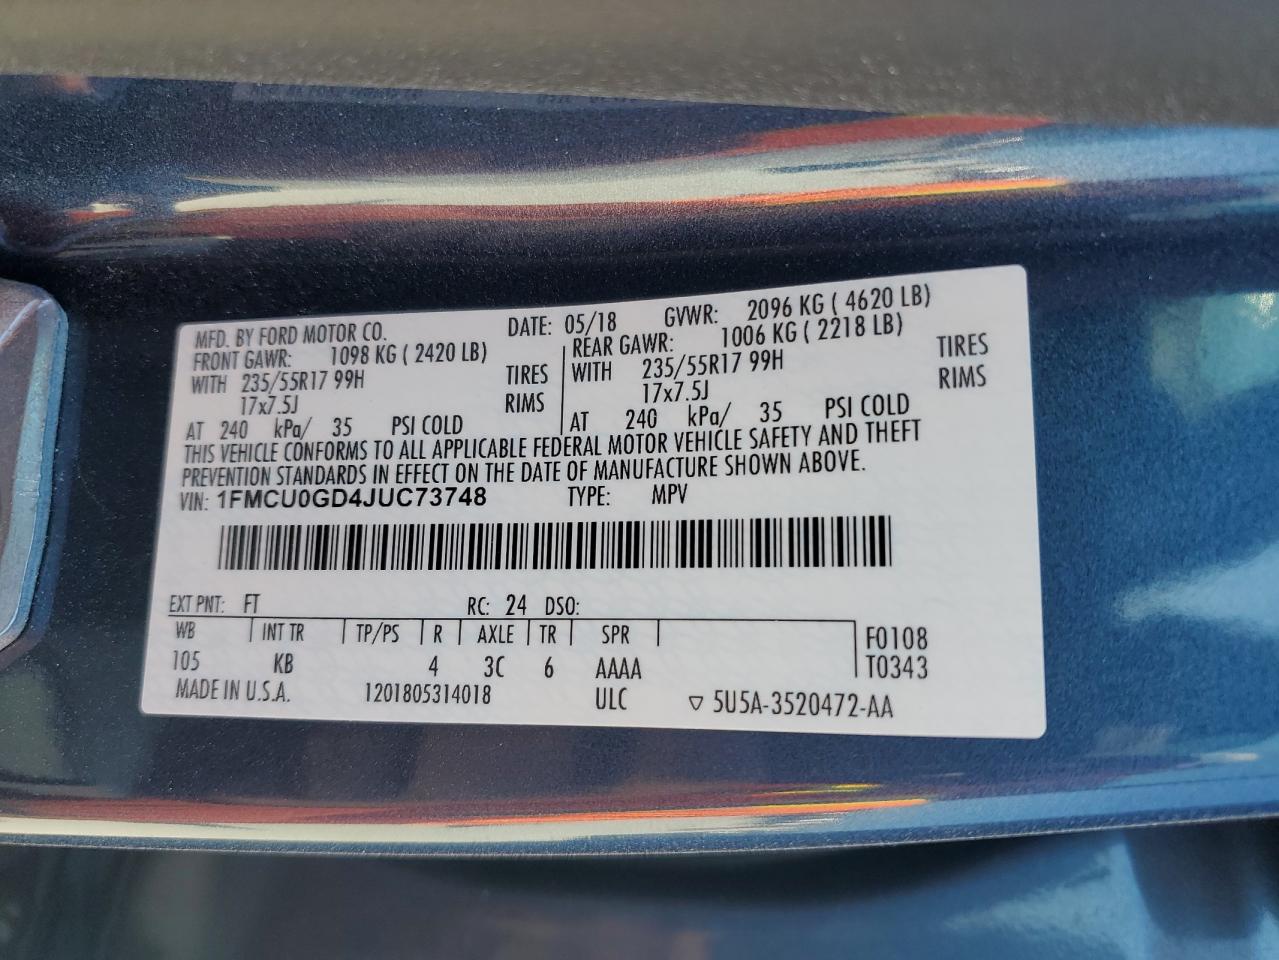 MFD. BY FORD MOTOR CO. DATE: 05/18 GVWR: 2096 KG ( 4620 LB)
FRONT GAWR: 1098 KG ( 2420 LB) REAR GAWR: 1006 KG ( 2218 LB)
WITH 235/55R17 99H TIRES WITH 235/55R17 99H TIRES
17x7.5J RIMS 17x7.5J RIMS
AT 240 kPa/ 35 PSI COLD AT 240 kPa/ 35 PSI COLD
THIS VEHICLE CONFORMS TO ALL APPLICABLE FEDERAL MOTOR VEHICLE SAFETY AND THEFT
PREVENTION STANDARDS IN EFFECT ON THE DATE OF MANUFACTURE SHOWN ABOVE.
VIN: 1FMCU0GD4JUC73748 TYPE: MPV
EXT PNT: FT RC: 24 DSO:
WB INT TR TP/PS R AXLE TR SPR F0108
105 KB 4 3C 6 AAAA T0343
MADE IN U.S.A. 1201805314018 ULC ▽ 5U5A-3520472-AA